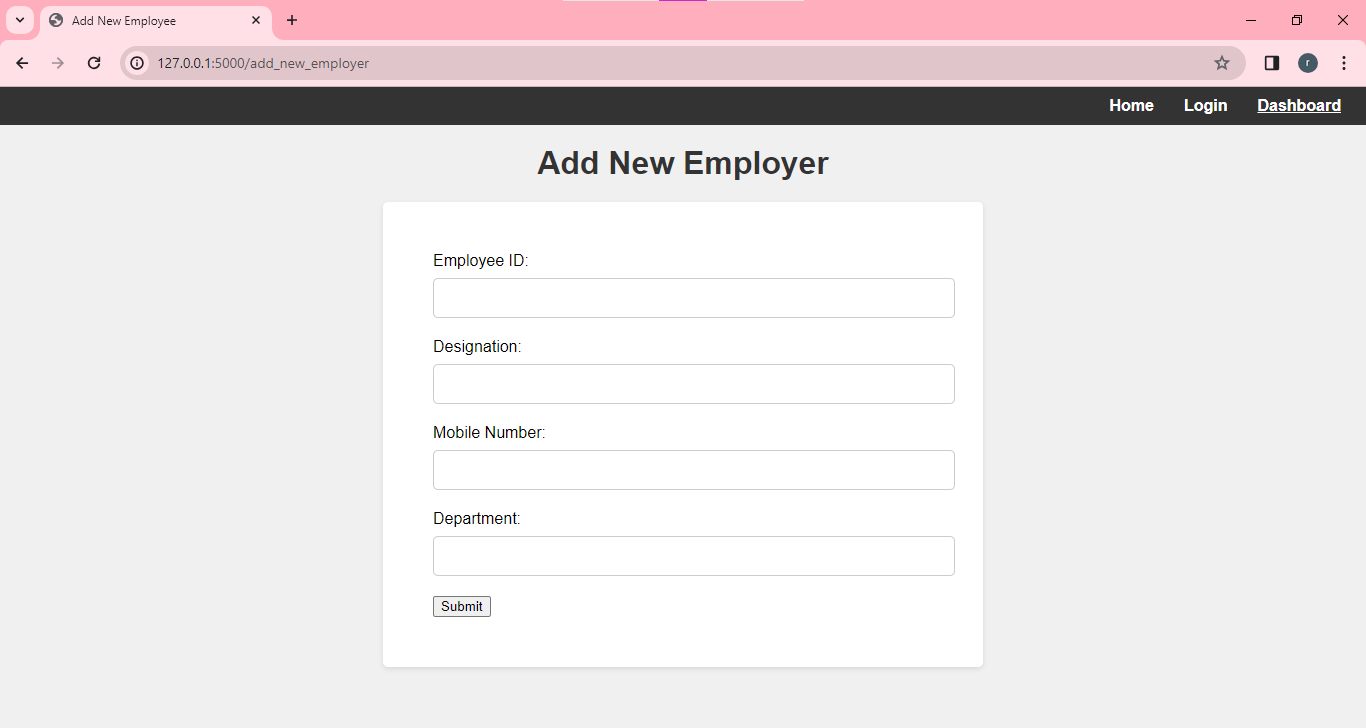 Add New Employee
127.0.0.1:5000/add_new_employer
r
Home Login Dashboard
Add New Employer
Employee ID:
Designation:
Mobile Number:
Department:
Submit